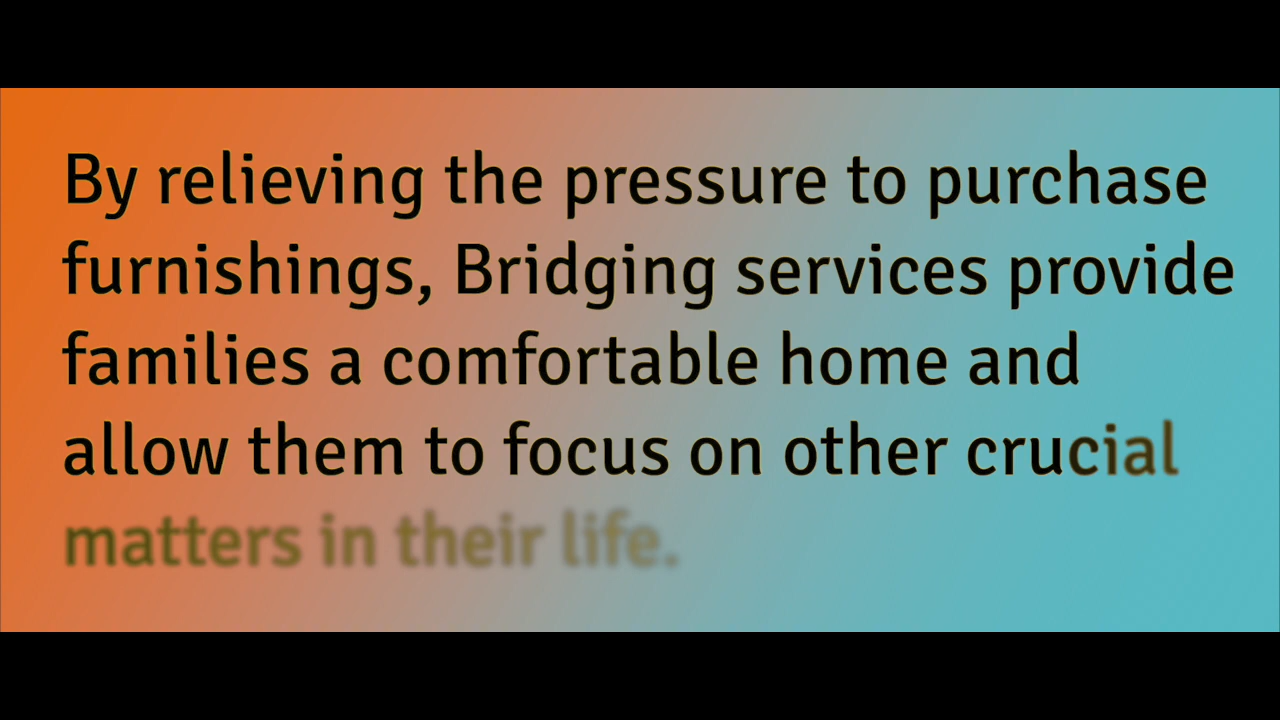 By relieving the pressure to purchase
furnishings, Bridging services provide
families a comfortable home and
allow them to focus on other crucial
matters in their life.